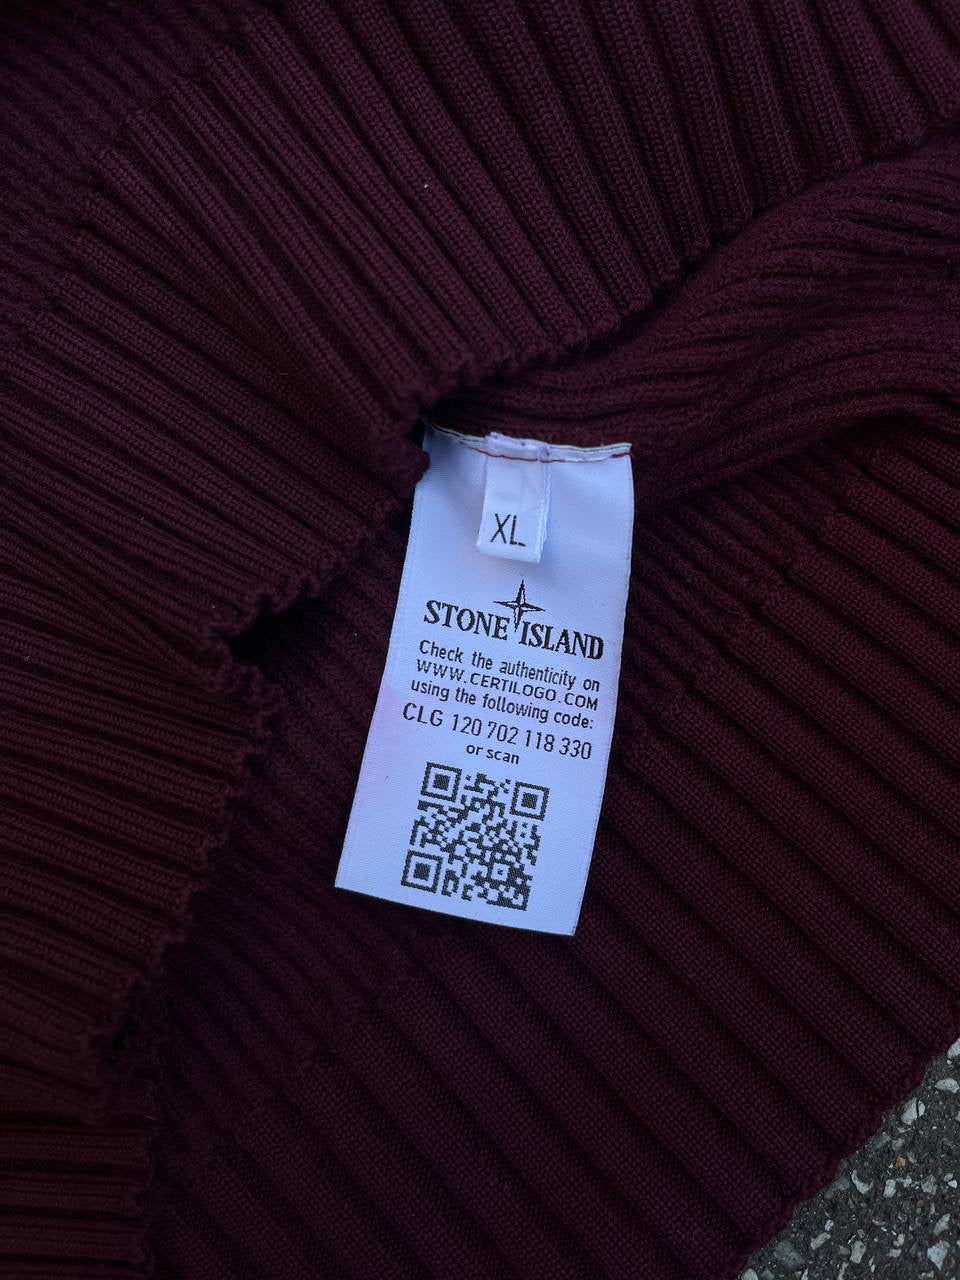 XL
STONE ISLAND
Check the authenticity on
WWW.CERTILOGO.COM
using the following code:
CLG 120 702 118 330
or scan